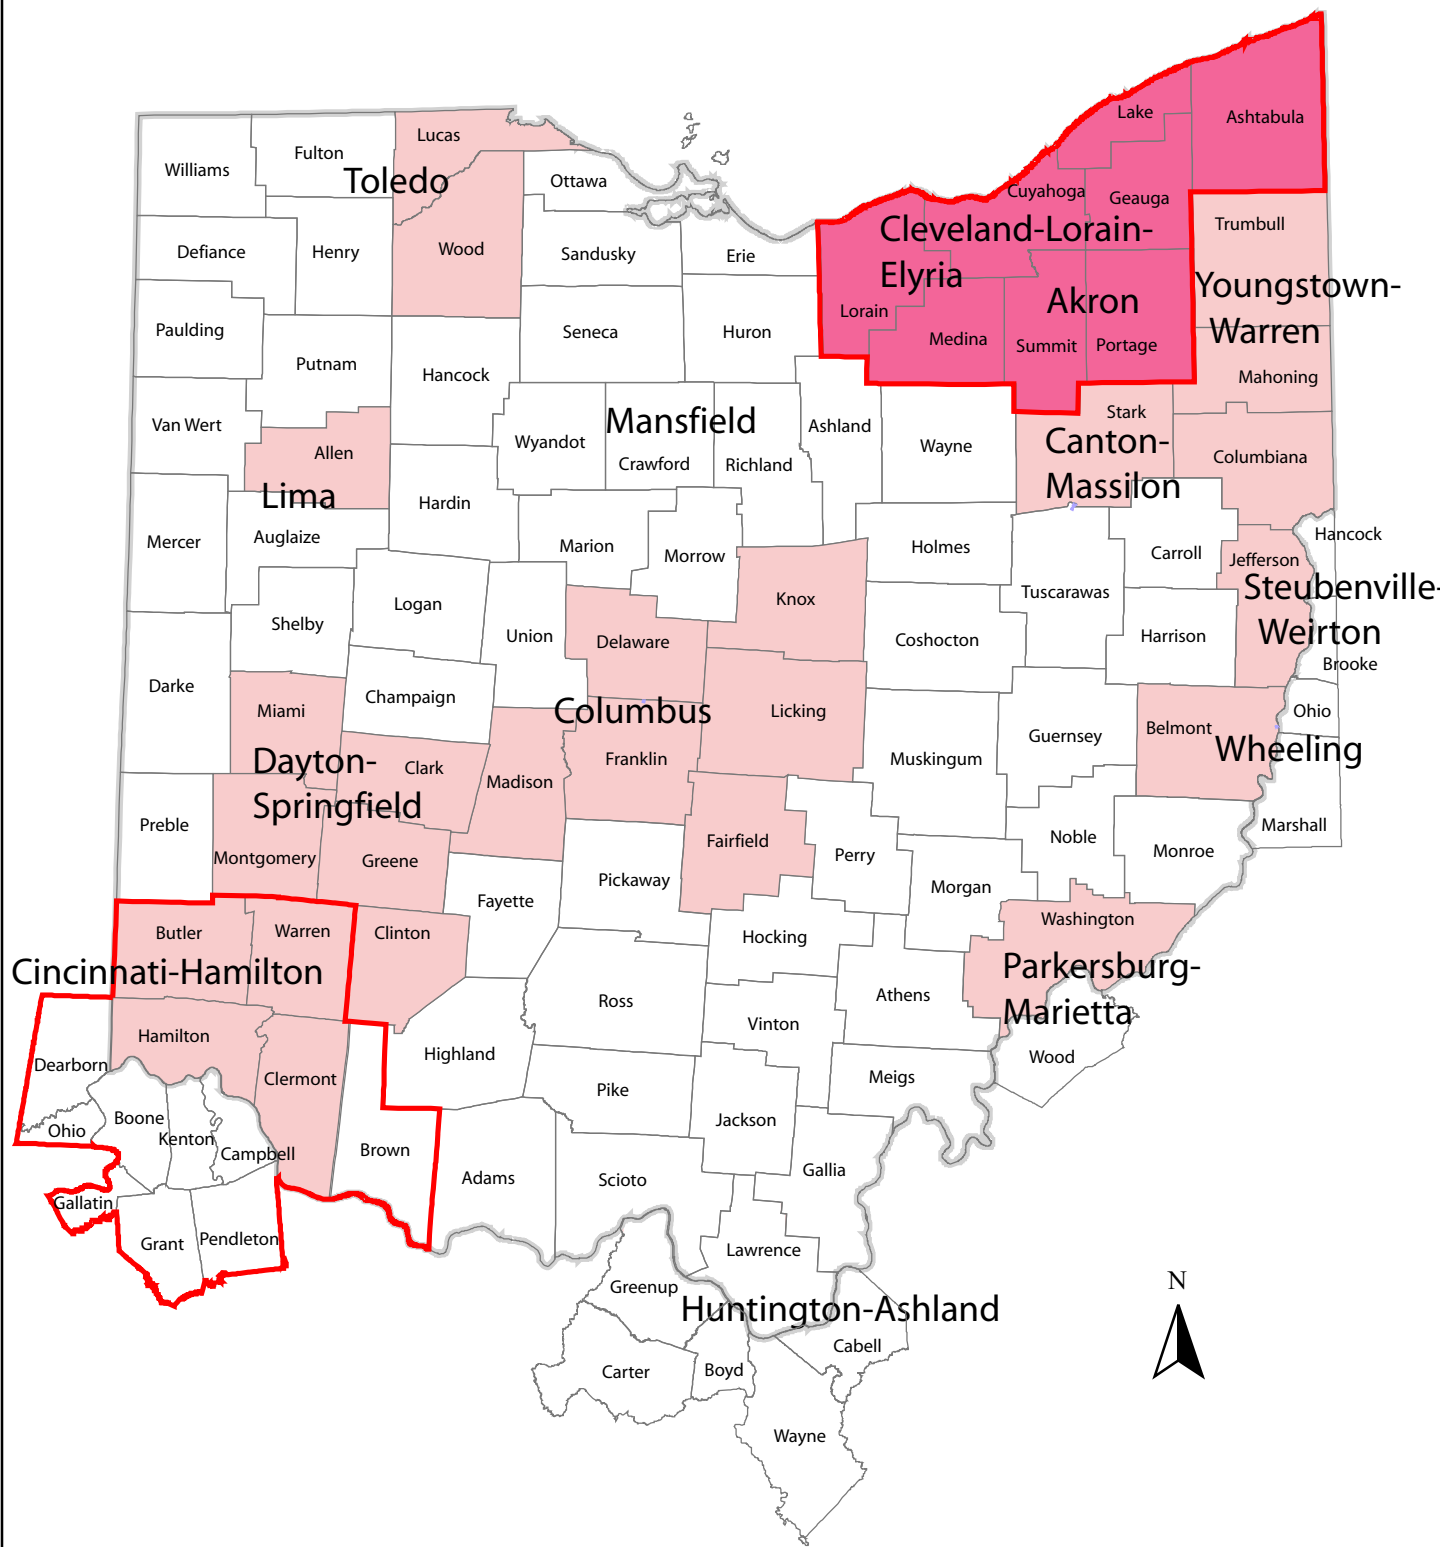 Lake
Ashtabula
Lucas
Fulton
Williams
Toledo
Ottawa
Cuyahoga
Geauga
Trumbull
Cleveland-Lorain-
Elyria
Defiance
Henry
Wood
Sandusky
Erie
Youngstown-
Warren
Akron
Lorain
Medina
Summit
Portage
Paulding
Seneca
Huron
Putnam
Hancock
Mahoning
Van Wert
Mansfield
Ashland
Stark
Canton-
Massilon
Wyandot
Crawford
Richland
Wayne
Columbiana
Allen
Lima
Hardin
Mercer
Auglaize
Marion
Morrow
Holmes
Carroll
Hancock
Jefferson
Steubenville-
Weirton
Knox
Tuscarawas
Logan
Shelby
Union
Delaware
Coshocton
Harrison
Brooke
Darke
Champaign
Miami
Columbus
Licking
Ohio
Belmont
Wheeling
Guernsey
Dayton-
Springfield
Clark
Madison
Franklin
Muskingum
Preble
Montgomery
Greene
Fairfield
Perry
Noble
Monroe
Marshall
Pickaway
Fayette
Morgan
Washington
Butler
Warren
Clinton
Hocking
Cincinnati-Hamilton
Parkersburg-
Marietta
Ross
Athens
Vinton
Hamilton
Highland
Wood
Dearborn
Clermont
Pike
Meigs
Boone
Ohio
Kenton
Campbell
Brown
Jackson
Adams
Scioto
Gallia
Gallatin
Grant
Pendleton
Lawrence
Greenup
Huntington-Ashland
N
Cabell
Carter
Boyd
Wayne